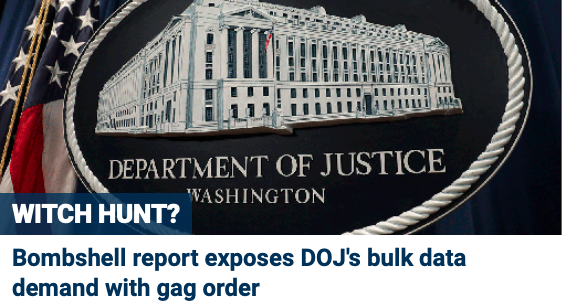 DEPARTMENT OF JUSTICE
WASHINGTON
WITCH HUNT?
Bombshell report exposes DOJ's bulk data
demand with gag order